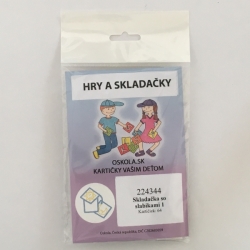 HRY A SKLADAČKY
OSKOLA.SK
KARTIČKY VAŠIM DEŤOM
224344
Skladačka so
slabikami 1